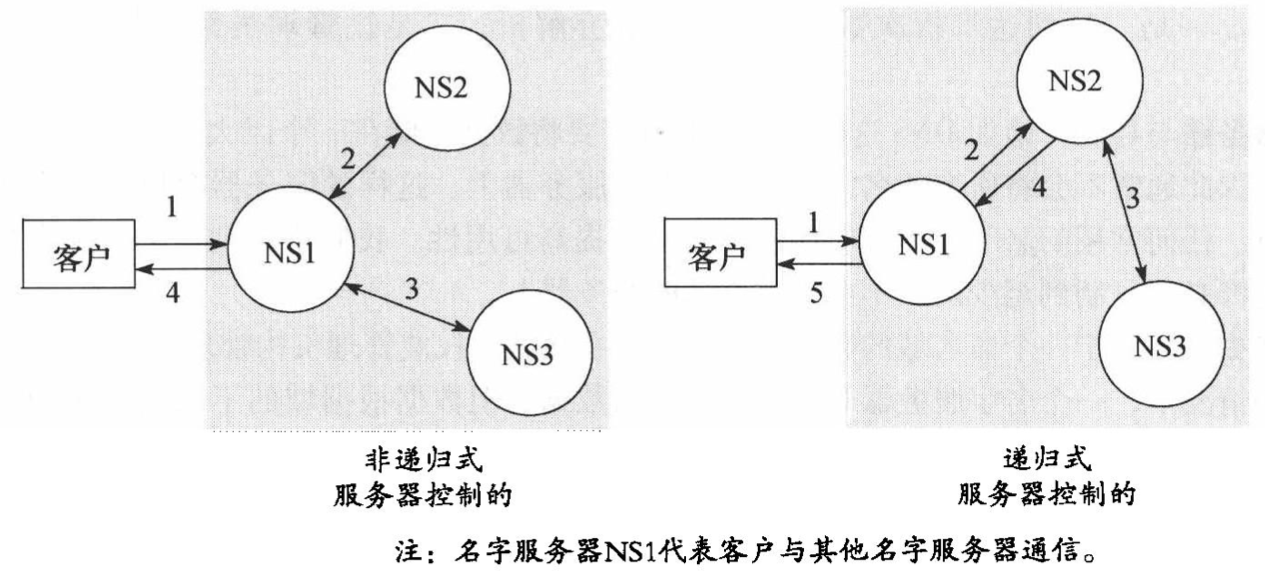 NS2
2
1
客户
NS1
4
3
NS3
非递归式
服务器控制的
NS2
2
4
3
1
客户
NS1
5
NS3
递归式
服务器控制的
注：名字服务器NS1代表客户与其他名字服务器通信。